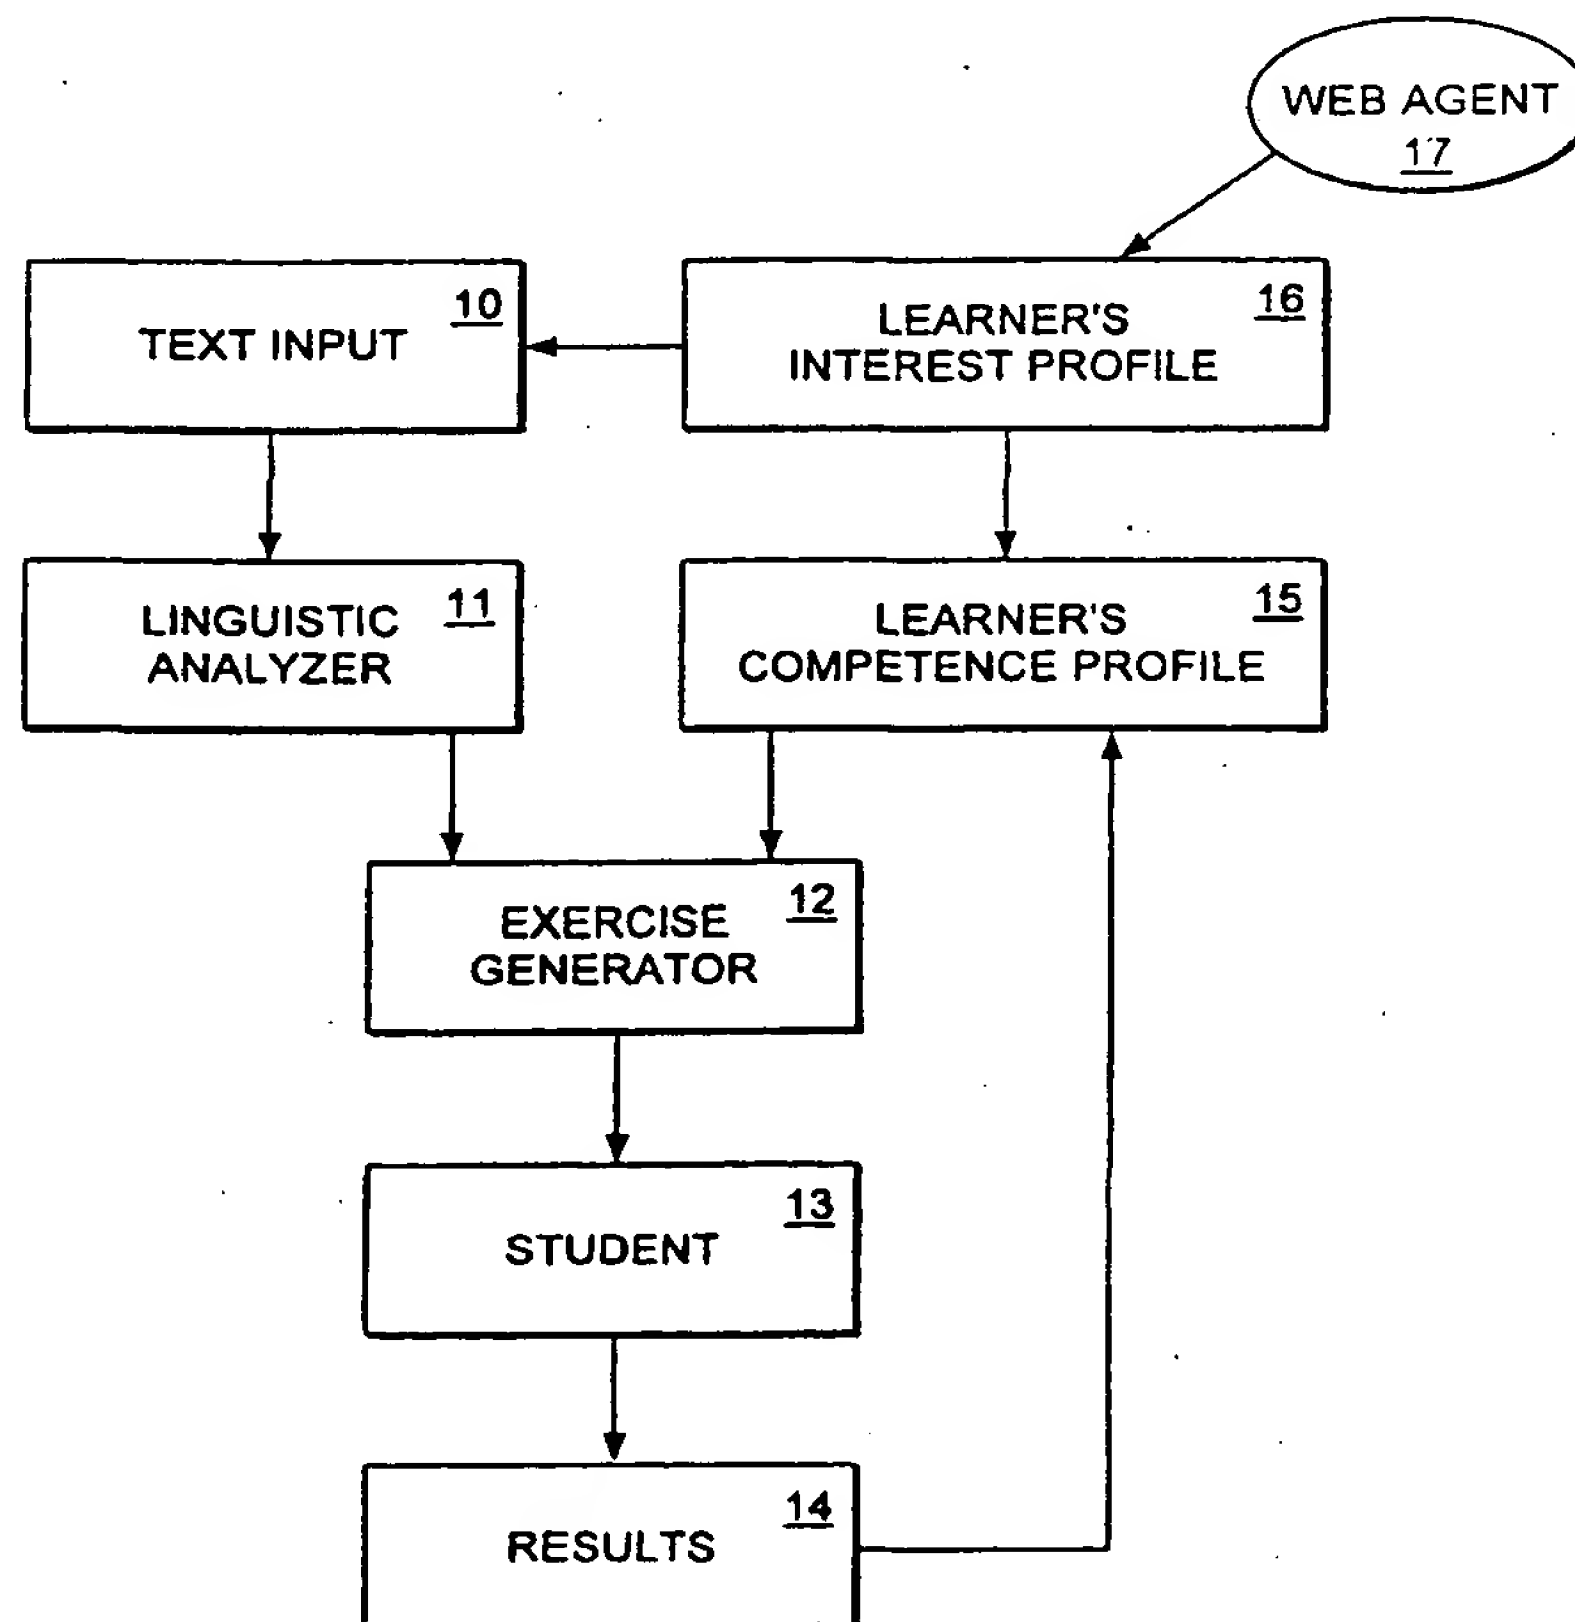 WEB AGENT
17
10
TEXT INPUT
16
LEARNER'S
INTEREST PROFILE
11
LINGUISTIC
ANALYZER
15
LEARNER'S
COMPETENCE PROFILE
12
EXERCISE
GENERATOR
13
STUDENT
14
RESULTS